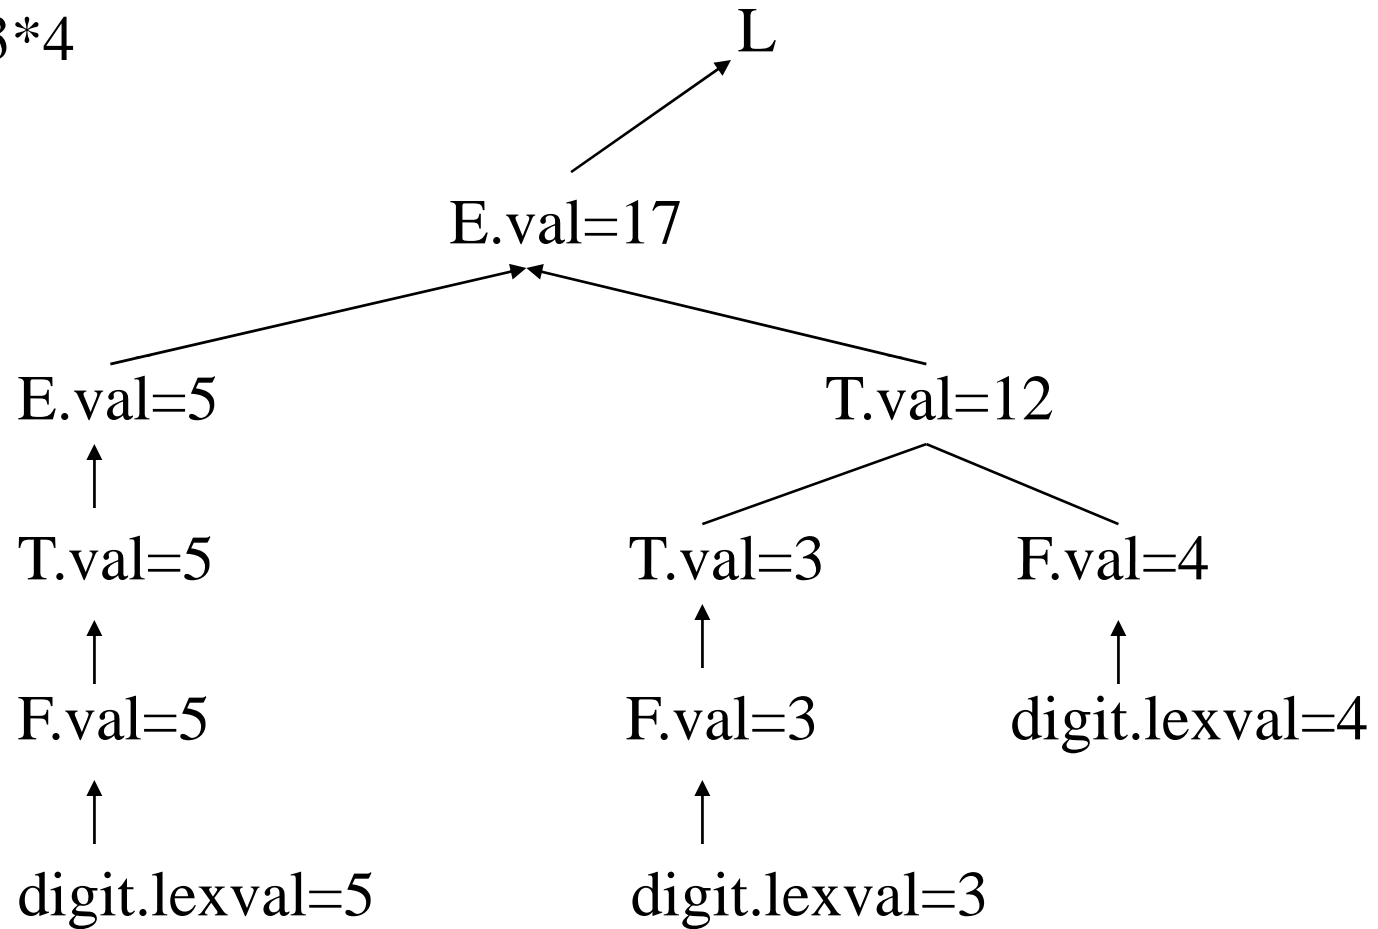 3*4
L
E.val=17
E.val=5 T.val=12
T.val=5 T.val=3 F.val=4
F.val=5 F.val=3 digit.lexval=4
digit.lexval=5 digit.lexval=3